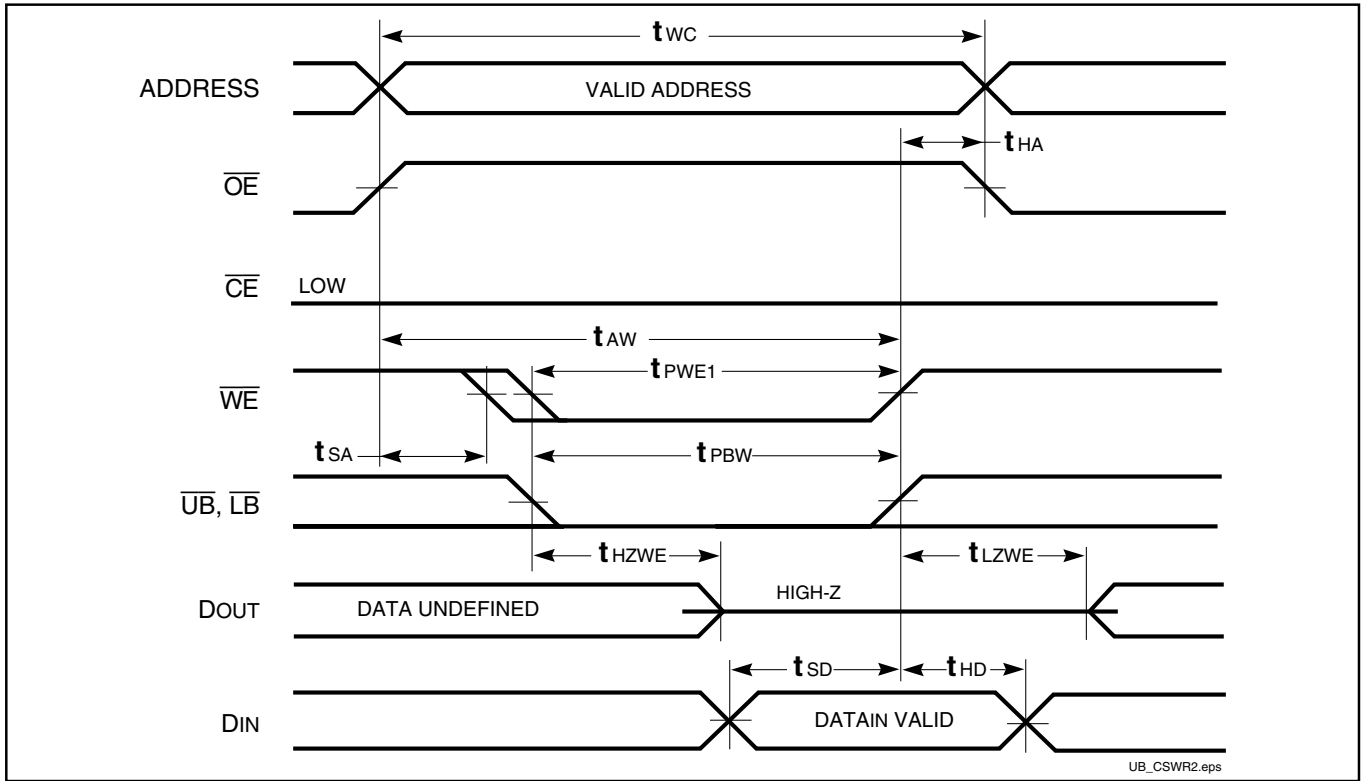 tWC
ADDRESS
VALID ADDRESS
tHA
OE
CE
LOW
tAW
tPWE1
WE
tSA
tPBW
UB, LB
tHZWE
tLZWE
DOUT
DATA UNDEFINED
HIGH-Z
tSD
tHD
DIN
DATAIN VALID
UB_CSWR2.eps